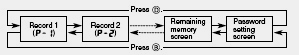 Press Ⓓ.
Record 1
(P - 1)
Record 2
(P - 2)
Remaining
memory
screen
Password
setting
screen
Press Ⓑ.